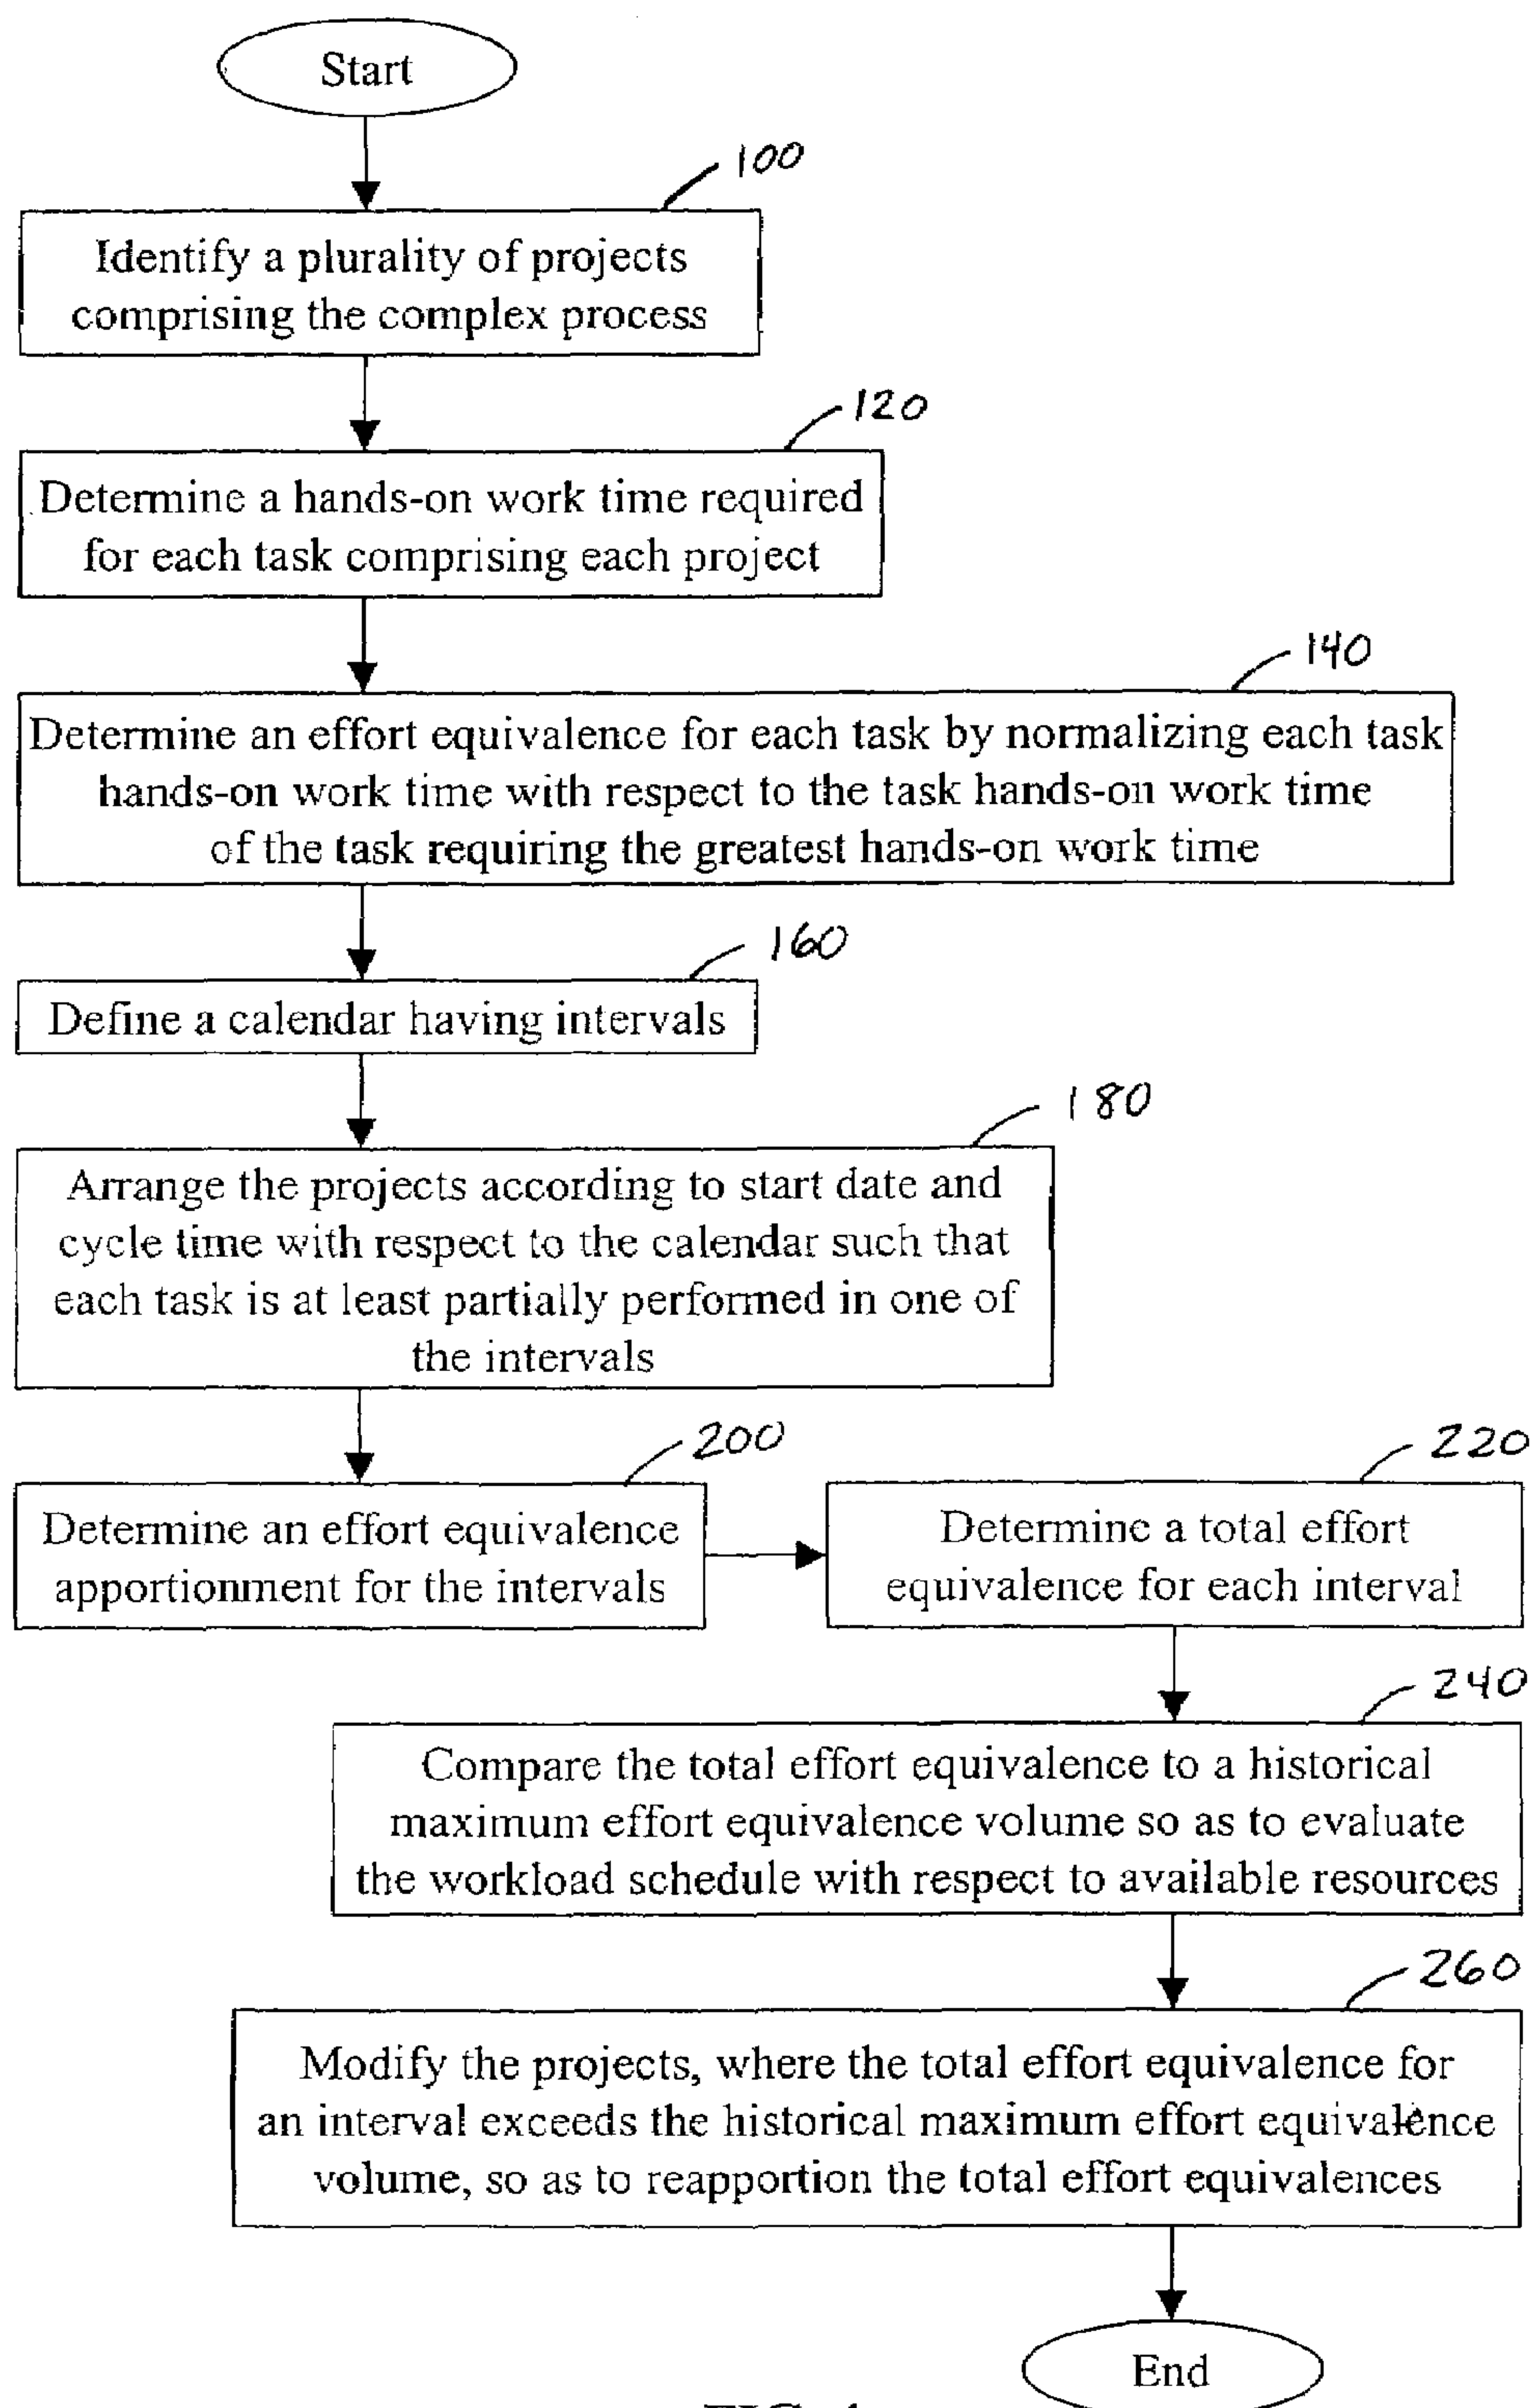 Start
100
Identify a plurality of projects
comprising the complex process
120
Determine a hands-on work time required
for each task comprising each project
140
Determine an effort equivalence for each task by normalizing each task
hands-on work time with respect to the task hands-on work time
of the task requiring the greatest hands-on work time
160
Define a calendar having intervals
180
Arrange the projects according to start date and
cycle time with respect to the calendar such that
each task is at least partially performed in one of
the intervals
200
Determine an effort equivalence
apportionment for the intervals
220
Determine a total effort
equivalence for each interval
240
Compare the total effort equivalence to a historical
maximum effort equivalence volume so as to evaluate
the workload schedule with respect to available resources
260
Modify the projects, where the total effort equivalence for
an interval exceeds the historical maximum effort equivalence
volume, so as to reapportion the total effort equivalences
End